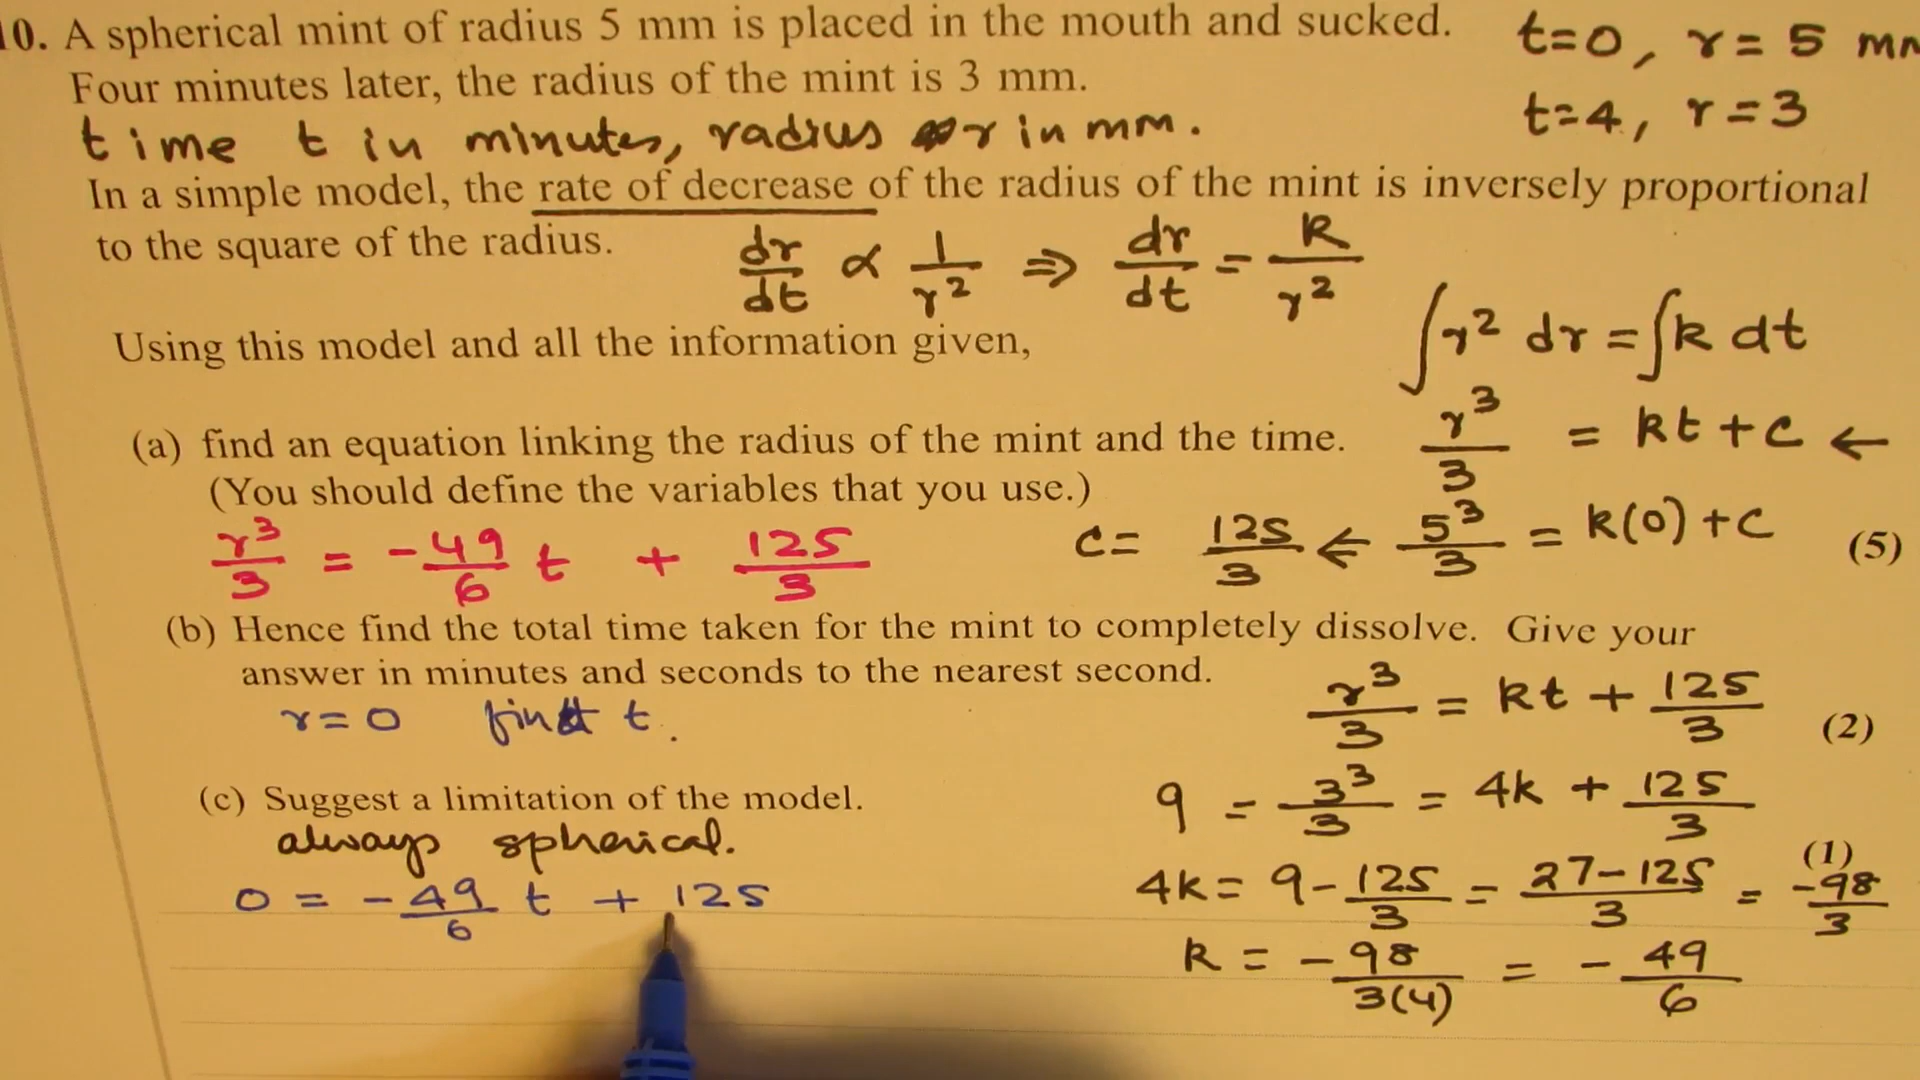 10. A spherical mint of radius 5 mm is placed in the mouth and sucked.
Four minutes later, the radius of the mint is 3 mm.
t=0, r=5 mm
t=4, r=3
time t in minutes, radius r in mm.
In a simple model, the rate of decrease of the radius of the mint is inversely proportional
to the square of the radius.
dr/dt ∝ 1/r² ⇒ dr/dt = k/r²
∫r² dr = ∫k dt
Using this model and all the information given,
r³/3 = kt + c ←
(a) find an equation linking the radius of the mint and the time.
(You should define the variables that you use.)
c = 125/3 ⇐ 5³/3 = k(0) + c
(5)
r³/3 = -49/6 t + 125/3
(b) Hence find the total time taken for the mint to completely dissolve. Give your
answer in minutes and seconds to the nearest second.
r³/3 = kt + 125/3
(2)
r=0 find t.
(c) Suggest a limitation of the model.
9 = 3³/3 = 4k + 125/3
always spherical.
(1)
4k = 9 - 125/3 = 27-125/3 = -98/3
0 = -49/6 t + 125
k = -98/3(4) = -49/6